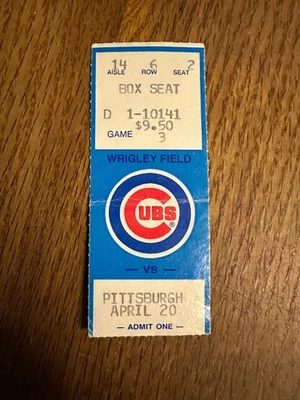 14 6 2
AISLE ROW SEAT
BOX SEAT
D 1-10141
$9.50
GAME 3
WRIGLEY FIELD
CUBS ®
— VS —
PITTSBURGH
APRIL 20
— ADMIT ONE —